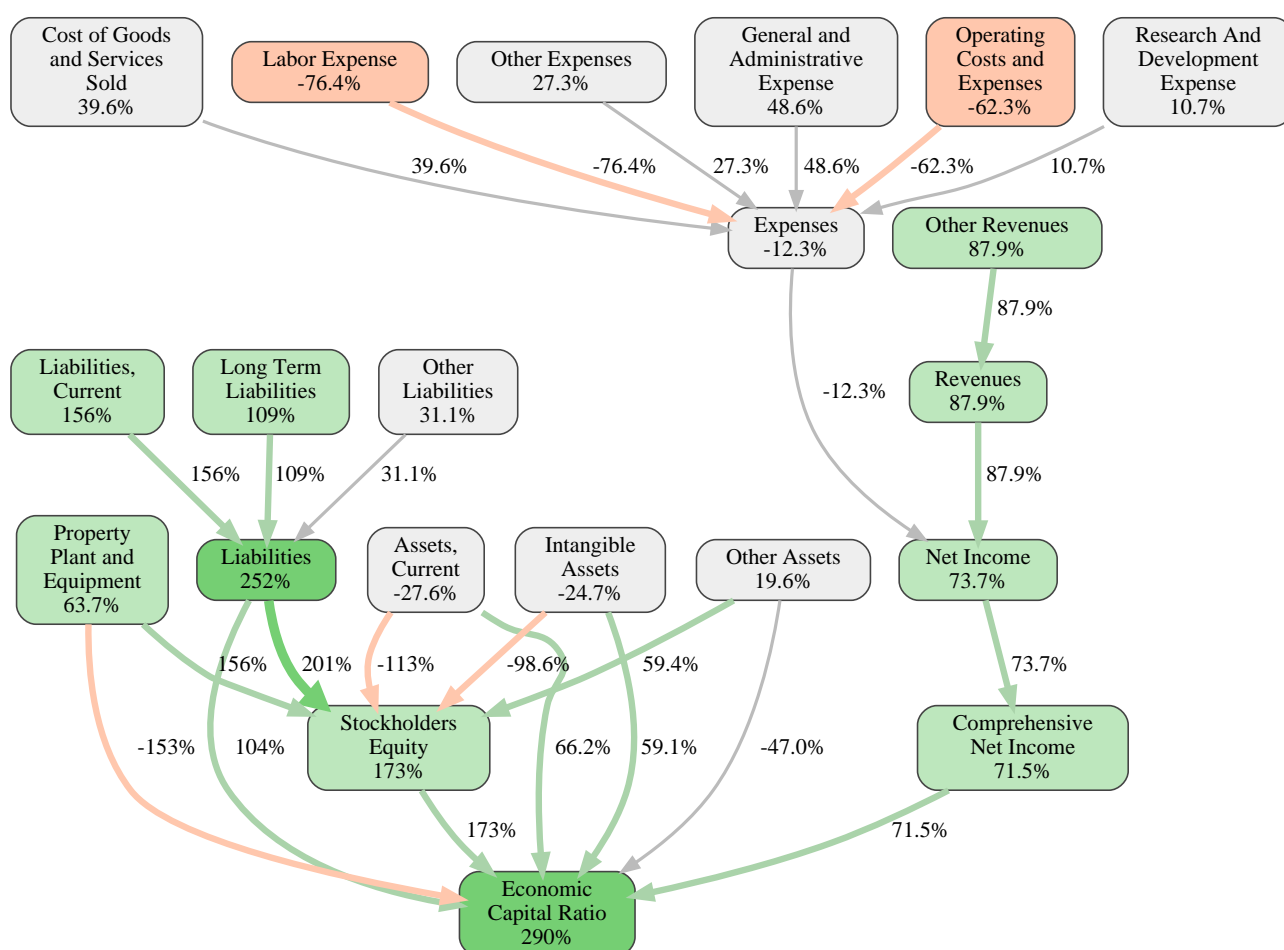 Cost of Goods
and Services
Sold
39.6%
Labor Expense
-76.4%
Other Expenses
27.3%
General and
Administrative
Expense
48.6%
Operating
Costs and
Expenses
-62.3%
Research And
Development
Expense
10.7%
39.6%
-76.4%
27.3%
48.6%
-62.3%
10.7%
Expenses
-12.3%
Other Revenues
87.9%
87.9%
Liabilities,
Current
156%
Long Term
Liabilities
109%
Other
Liabilities
31.1%
-12.3%
Revenues
87.9%
156%
109%
31.1%
87.9%
Property
Plant and
Equipment
63.7%
Liabilities
252%
Assets,
Current
-27.6%
Intangible
Assets
-24.7%
Other Assets
19.6%
Net Income
73.7%
156%
201%
-113%
-98.6%
59.4%
73.7%
Stockholders
Equity
173%
Comprehensive
Net Income
71.5%
-153%
104%
66.2%
59.1%
-47.0%
173%
71.5%
Economic
Capital Ratio
290%